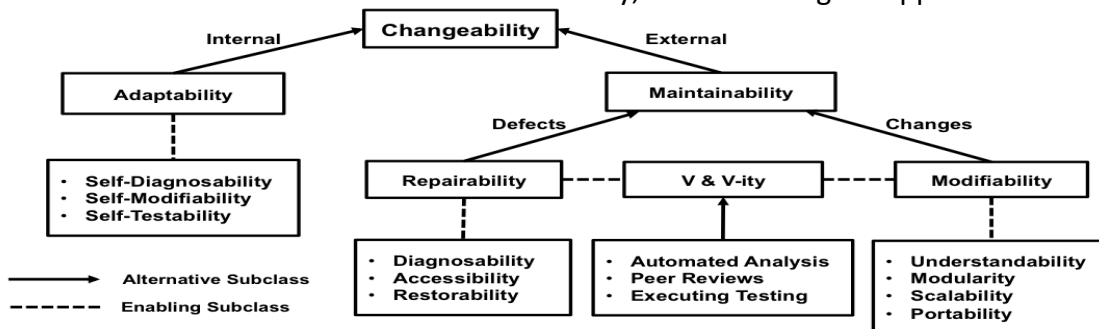 Changeability
Internal
External
Adaptability
Maintainability
Defects
Changes
• Self-Diagnosability
• Self-Modifiability
• Self-Testability
Repairability
V & V-ity
Modifiability
• Diagnosability
• Accessibility
• Restorability
• Automated Analysis
• Peer Reviews
• Executing Testing
• Understandability
• Modularity
• Scalability
• Portability
Alternative Subclass
Enabling Subclass